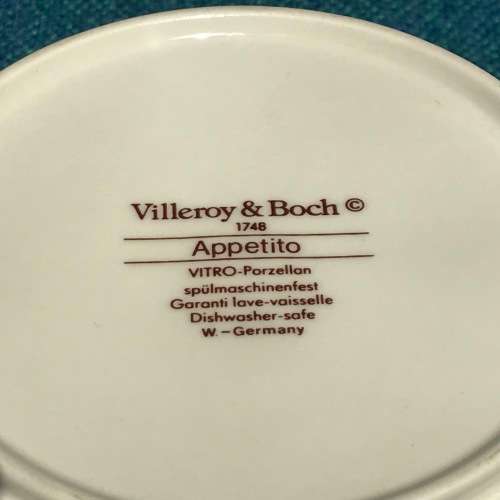 Villeroy & Boch ©
1748
Appetito
VITRO-Porzellan
spülmaschinenfest
Garanti lave-vaisselle
Dishwasher-safe
W.-Germany